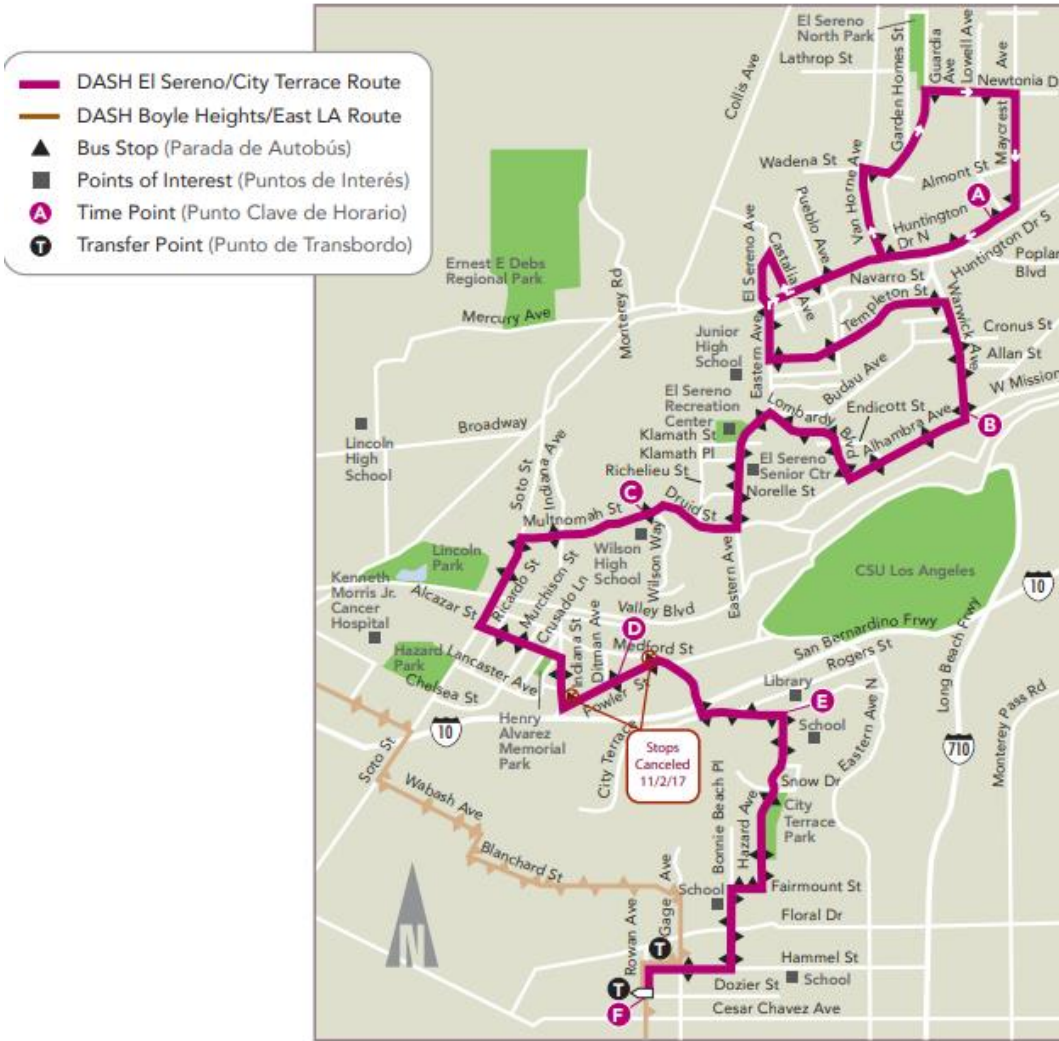 DASH El Sereno/City Terrace Route
DASH Boyle Heights/East LA Route
Bus Stop (Parada de Autobús)
Points of Interest (Puntos de Interés)
A Time Point (Punto Clave de Horario)
T Transfer Point (Punto de Transbordo)
El Sereno
North Park
Lathrop St
Collis Ave
Garden Homes St
Guardia
Ave
Lowell Ave
Ave
Maycrest
Newtonia D
Wadena St
Van Horne Ave
Almont St
A
Huntington
Dr N
Huntington Dr S
Poplar
Blvd
Pueblo Ave
El Sereno Ave
Castalia Ave
Navarro St
Ernest E Debs
Regional Park
Monterey Rd
Mercury Ave
Templeton St
Warwick Ave
Cronus St
Allan St
W Mission
Junior
High
School
Eastern Ave
Budau Ave
El Sereno
Recreation
Center
Lombardy Blvd
Endicott St
Alhambra Ave
B
Broadway
Klamath St
Klamath Pl
Richelieu St
El Sereno
Senior Ctr
Norelle St
Lincoln
High
School
Soto St
Indiana Ave
C
Multnomah St
Druid St
Wilson
High
School
Wilson Way
Eastern Ave
CSU Los Angeles
10
Lincoln
Park
Kenneth
Morris Jr.
Cancer
Hospital
Alcazar St
Ricardo St
Murchison St
Crusado Ln
Valley Blvd
Indiana St
Ditman Ave
D
Medford St
San Bernardino Frwy
Rogers St
Long Beach Frwy
Hazard
Park
Lancaster Ave
Chelsea St
Fowler St
Library
E
School
Eastern Ave N
Monterey Pass Rd
10
Henry
Alvarez
Memorial
Park
City Terrace
Stops
Canceled
11/2/17
710
Soto St
Snow Dr
City
Terrace
Park
Wabash Ave
Bonnie Beach Pl
Hazard Ave
Blanchard St
School
Fairmount St
Floral Dr
Rowan Ave
Gage Ave
N
T
Hammel St
School
T
Dozier St
F
Cesar Chavez Ave